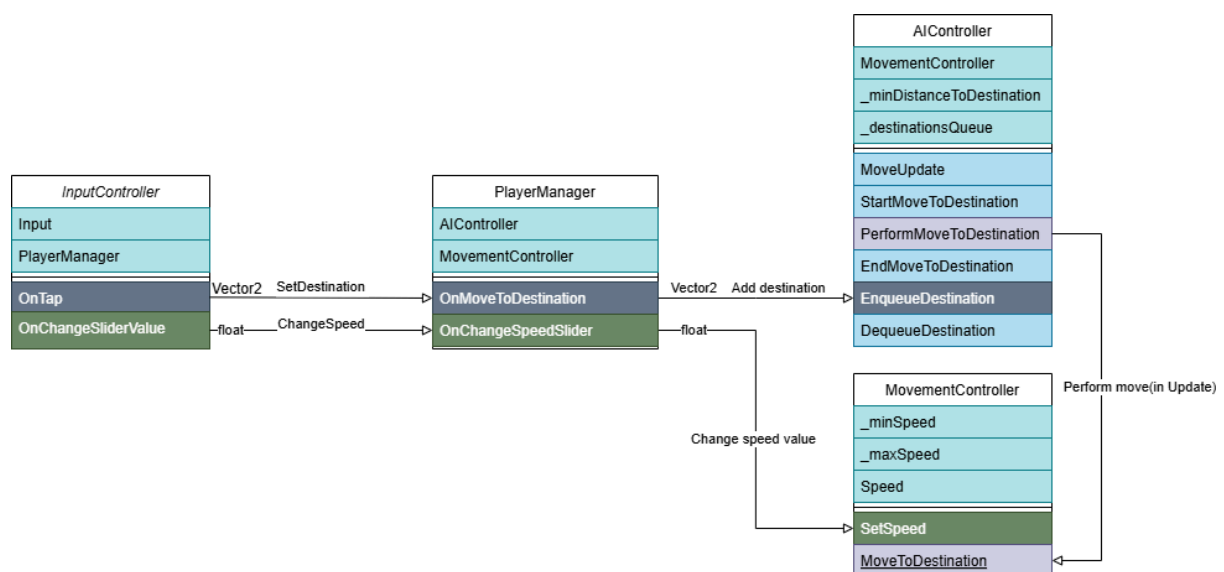 AIController
MovementController
_minDistanceToDestination
_destinationsQueue
MoveUpdate
StartMoveToDestination
PerformMoveToDestination
EndMoveToDestination
EnqueueDestination
DequeueDestination
InputController
Input
PlayerManager
OnTap
OnChangeSliderValue
Vector2
SetDestination
float
ChangeSpeed
PlayerManager
AIController
MovementController
OnMoveToDestination
OnChangeSpeedSlider
Vector2
Add destination
float
Change speed value
Perform move(in Update)
MovementController
_minSpeed
_maxSpeed
Speed
SetSpeed
MoveToDestination